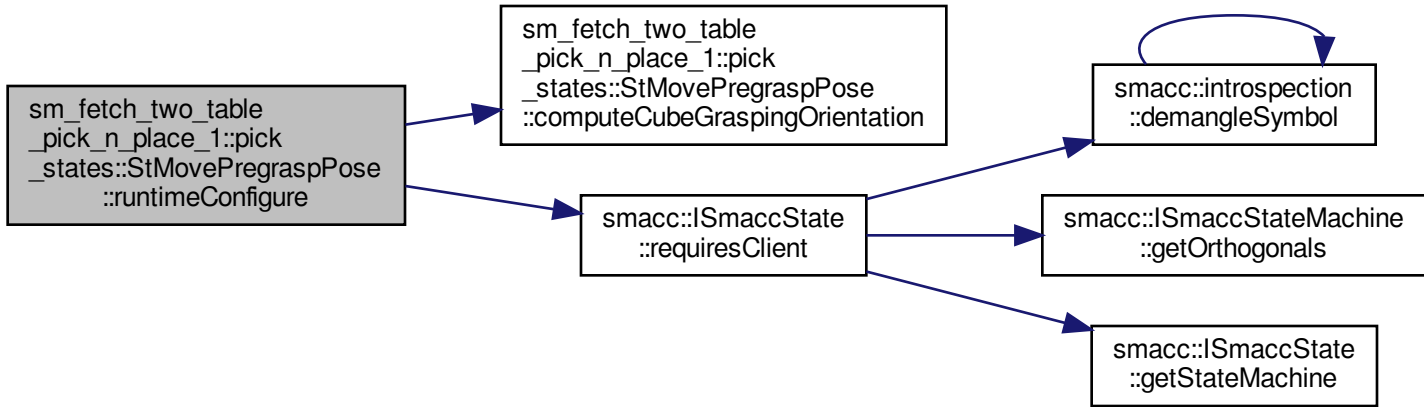 sm_fetch_two_table
_pick_n_place_1::pick
_states::StMovePregraspPose
::runtimeConfigure
sm_fetch_two_table
_pick_n_place_1::pick
_states::StMovePregraspPose
::computeCubeGraspingOrientation
smacc::ISmaccState
::requiresClient
smacc::introspection
::demangleSymbol
smacc::ISmaccStateMachine
::getOrthogonals
smacc::ISmaccState
::getStateMachine